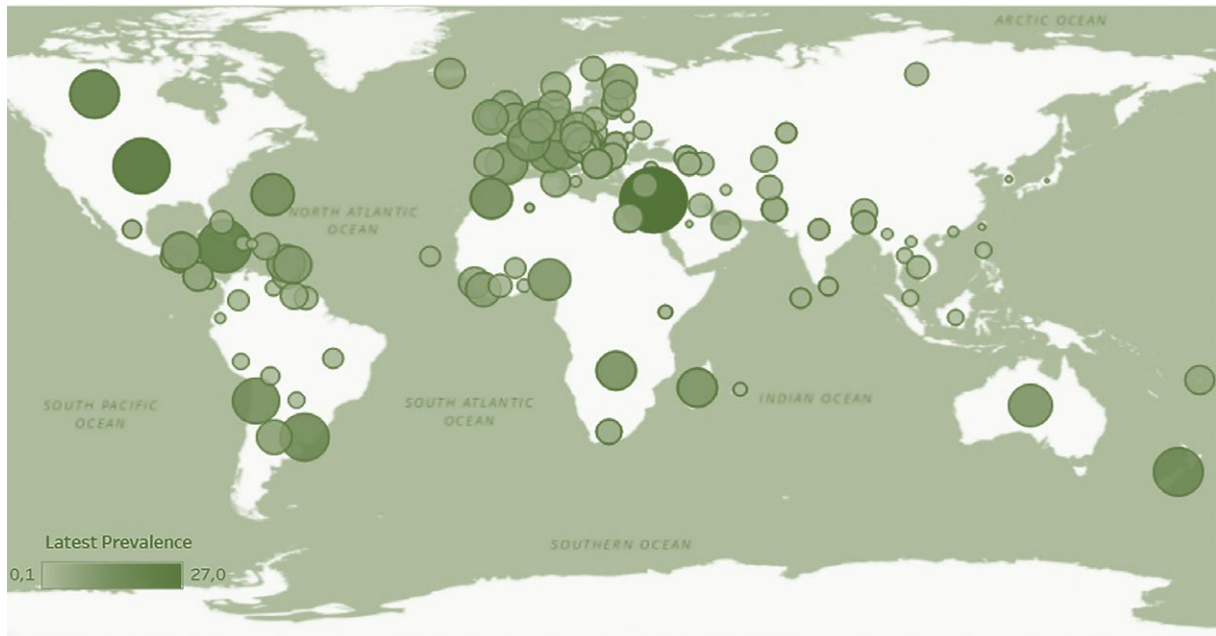 ARCTIC OCEAN
NORTH ATLANTIC
OCEAN
SOUTH PACIFIC
OCEAN
SOUTH ATLANTIC
OCEAN
INDIAN OCEAN
SOUTHERN OCEAN
Latest Prevalence
0,1 27,0